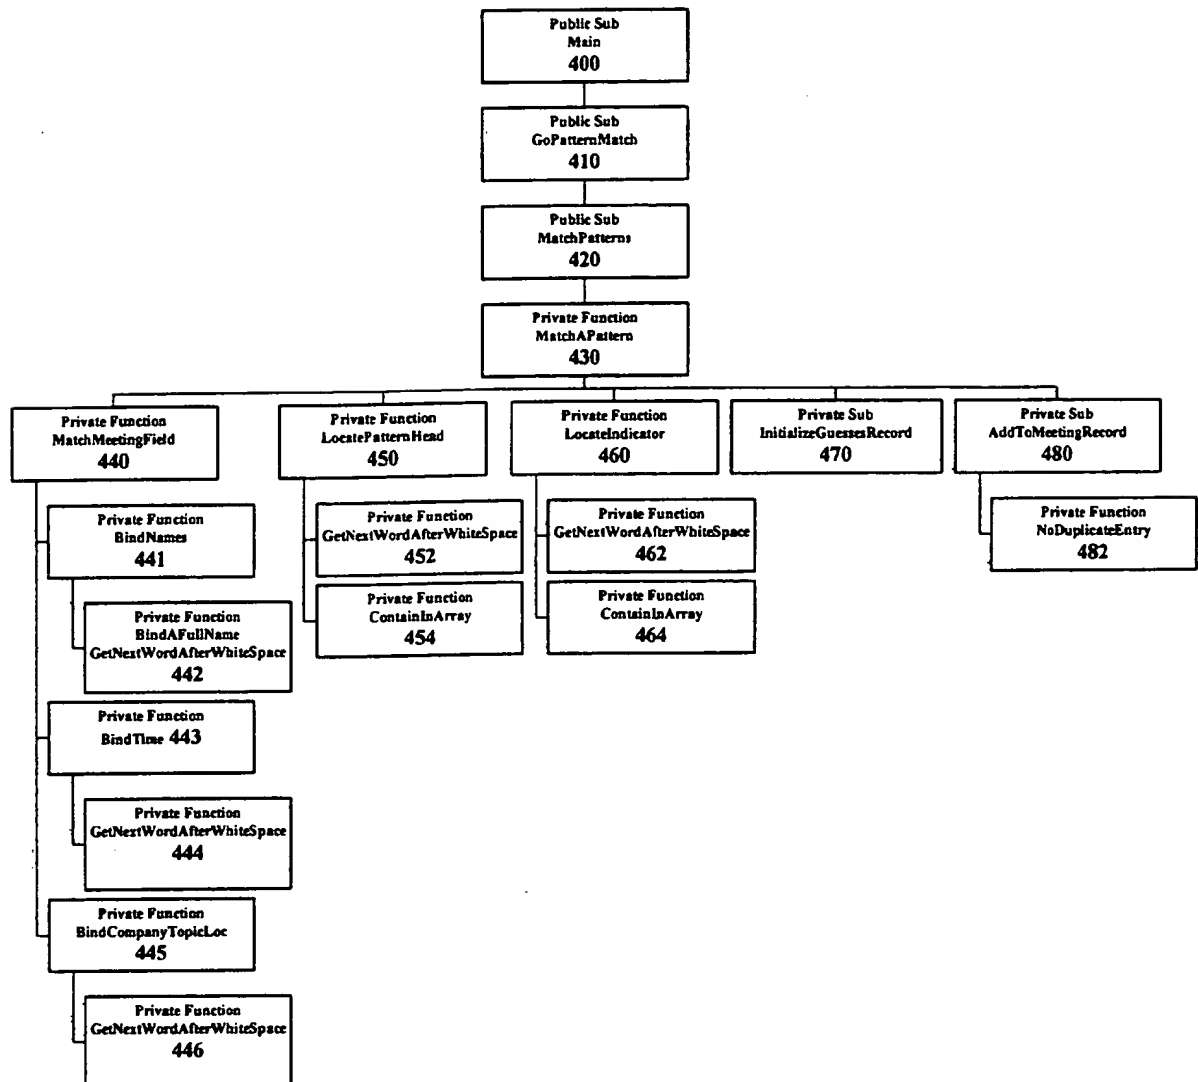 Public Sub
Main
400
Public Sub
GoPatternMatch
410
Public Sub
MatchPatterns
420
Private Function
MatchAPattern
430
Private Function
MatchMeetingField
440
Private Function
LocatePatternHead
450
Private Function
LocateIndicator
460
Private Sub
InitializeGuessesRecord
470
Private Sub
AddToMeetingRecord
480
Private Function
BindNames
441
Private Function
GetNextWordAfterWhiteSpace
452
Private Function
GetNextWordAfterWhiteSpace
462
Private Function
NoDuplicateEntry
482
Private Function
ContainInArray
454
Private Function
ContainInArray
464
Private Function
BindAFullName
GetNextWordAfterWhiteSpace
442
Private Function
BindTime 443
Private Function
GetNextWordAfterWhiteSpace
444
Private Function
BindCompanyTopicLoc
445
Private Function
GetNextWordAfterWhiteSpace
446